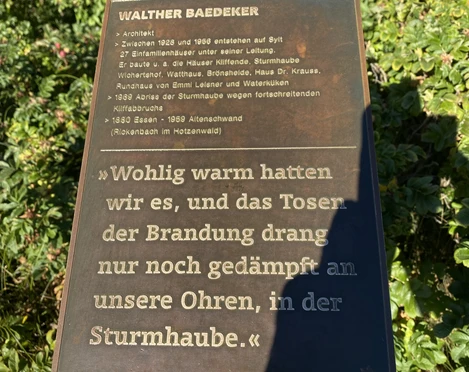 WALTHER BAEDEKER
> Architekt
> Zwischen 1928 und 1956 entstehen auf Sylt
27 Einfamilienhäuser unter seiner Leitung.
Er baute u. a. die Häuser Kliffende, Sturmhaube
Wichertehof, Watthaus, Brönsheide, Haus Dr. Krauss,
Rundhaus von Emmi Leisner und Waterküken
> 1989 Abriss der Sturmhaube wegen fortschreitenden
Kliffabbruchs
> 1880 Essen - 1959 Altenschwand
(Rickenbach im Hotzenwald)
»Wohlig warm hatten
wir es, und das Tosen
der Brandung drang
nur noch gedämpft an
unsere Ohren, in der
Sturmhaube.«